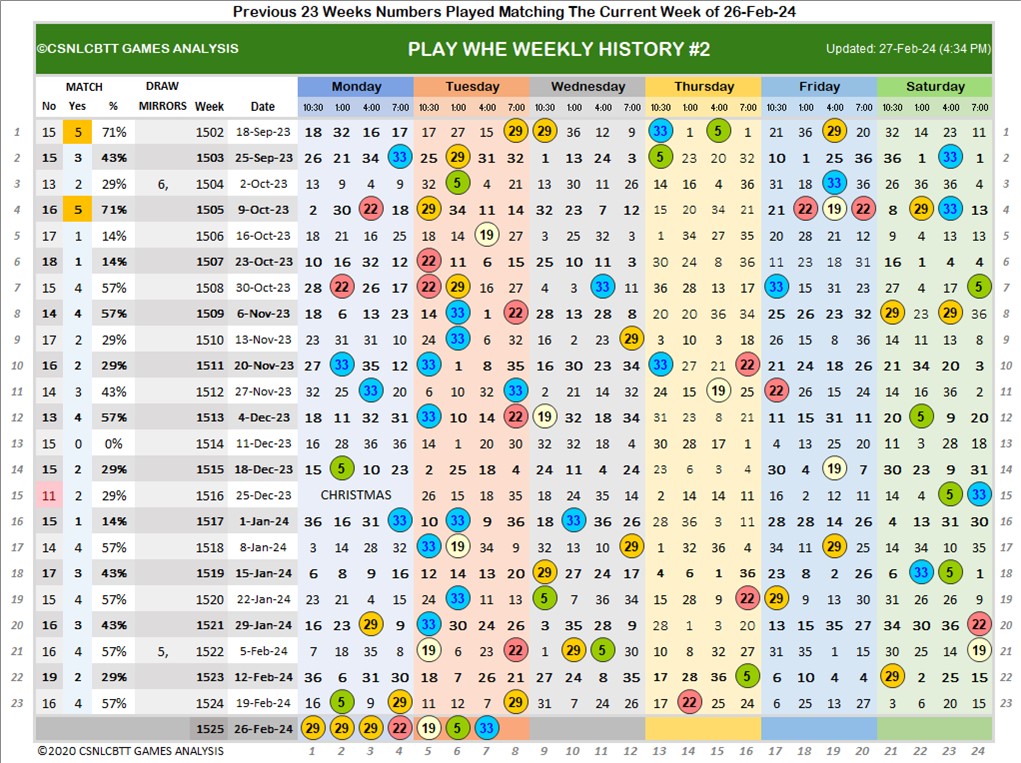 Previous 23 Weeks Numbers Played Matching The Current Week of 26-Feb-24
©CSNLCBTT GAMES ANALYSIS PLAY WHE WEEKLY HISTORY #2 Updated: 27-Feb-24 (4:34 PM)
MATCH DRAW Monday Tuesday Wednesday Thursday Friday Saturday
No Yes % MIRRORS Week Date 10:30 1:00 4:00 7:00 10:30 1:00 4:00 7:00 10:30 1:00 4:00 7:00 10:30 1:00 4:00 7:00 10:30 1:00 4:00 7:00 10:30 1:00 4:00 7:00
1 15 5 71% 1502 18-Sep-23 18 32 16 17 17 27 15 29 29 36 12 9 33 1 5 1 21 36 29 20 32 14 23 11 1
2 15 3 43% 1503 25-Sep-23 26 21 34 33 25 29 31 32 1 13 24 3 5 23 20 32 10 1 25 36 36 1 33 1 2
3 13 2 29% 6, 1504 2-Oct-23 13 9 4 9 32 5 4 21 13 30 11 26 14 16 4 36 31 18 33 36 26 36 36 4 3
4 16 5 71% 1505 9-Oct-23 2 30 22 18 29 34 11 14 32 23 7 12 15 20 34 21 21 22 19 22 8 29 33 13 4
5 17 1 14% 1506 16-Oct-23 18 21 16 25 18 14 19 27 3 25 32 3 1 34 27 35 20 28 21 12 9 4 13 13 5
6 18 1 14% 1507 23-Oct-23 10 16 32 12 22 11 6 15 25 10 11 3 30 24 8 36 11 23 18 31 16 1 4 4 6
7 15 4 57% 1508 30-Oct-23 28 22 26 17 22 29 16 27 4 3 33 11 36 28 13 17 33 15 31 23 27 4 17 5 7
8 14 4 57% 1509 6-Nov-23 18 6 13 23 14 33 1 22 28 13 28 8 20 20 36 34 25 26 23 32 29 23 29 36 8
9 17 2 29% 1510 13-Nov-23 23 31 31 10 24 33 6 32 16 2 23 29 3 10 3 18 26 15 8 36 14 11 13 8 9
10 16 2 29% 1511 20-Nov-23 27 33 35 12 33 1 8 35 16 30 23 34 33 27 21 22 21 24 18 26 21 34 20 3 10
11 14 3 43% 1512 27-Nov-23 32 25 33 20 6 10 32 33 2 21 14 32 24 15 19 25 22 26 15 24 14 16 36 2 11
12 13 4 57% 1513 4-Dec-23 18 11 32 31 33 10 14 22 19 32 18 34 31 23 8 21 11 15 31 11 20 5 9 20 12
13 15 0 0% 1514 11-Dec-23 16 28 36 36 14 1 20 30 32 32 18 4 30 28 17 1 4 13 25 20 11 3 28 18 13
14 15 2 29% 1515 18-Dec-23 15 5 10 23 2 25 18 4 24 11 4 24 23 6 3 4 30 4 19 7 30 23 9 31 14
15 11 2 29% 1516 25-Dec-23 CHRISTMAS 26 15 18 35 18 24 35 14 2 14 14 11 16 2 12 11 14 4 5 33 15
16 15 1 14% 1517 1-Jan-24 36 16 31 33 10 33 9 36 18 33 36 26 28 36 3 11 28 28 14 26 4 13 31 30 16
17 14 4 57% 1518 8-Jan-24 3 14 28 32 33 19 34 9 32 13 10 29 1 32 36 4 34 11 29 25 14 34 10 35 17
18 17 3 43% 1519 15-Jan-24 6 8 9 16 12 14 13 20 29 27 24 17 4 6 1 36 23 8 2 26 6 33 5 1 18
19 15 4 57% 1520 22-Jan-24 23 21 4 15 24 33 11 13 5 7 36 34 15 28 9 22 29 9 13 30 31 26 26 9 19
20 16 3 43% 1521 29-Jan-24 16 23 29 9 33 30 24 26 3 35 28 9 28 1 3 20 13 15 35 27 34 30 36 22 20
21 16 4 57% 5, 1522 5-Feb-24 7 18 35 8 19 6 23 22 1 29 5 30 10 8 32 27 31 35 1 15 30 25 14 19 21
22 19 2 29% 1523 12-Feb-24 36 6 31 30 18 7 26 21 27 24 8 35 17 28 36 5 6 10 4 4 29 2 25 15 22
23 16 4 57% 1524 19-Feb-24 16 5 9 29 12 12 7 29 31 7 24 26 17 22 25 24 6 25 13 27 3 6 20 15 23
1525 26-Feb-24 29 29 29 22 19 5 33
©2020 CSNLCBTT GAMES ANALYSIS 1 2 3 4 5 6 7 8 9 10 11 12 13 14 15 16 17 18 19 20 21 22 23 24